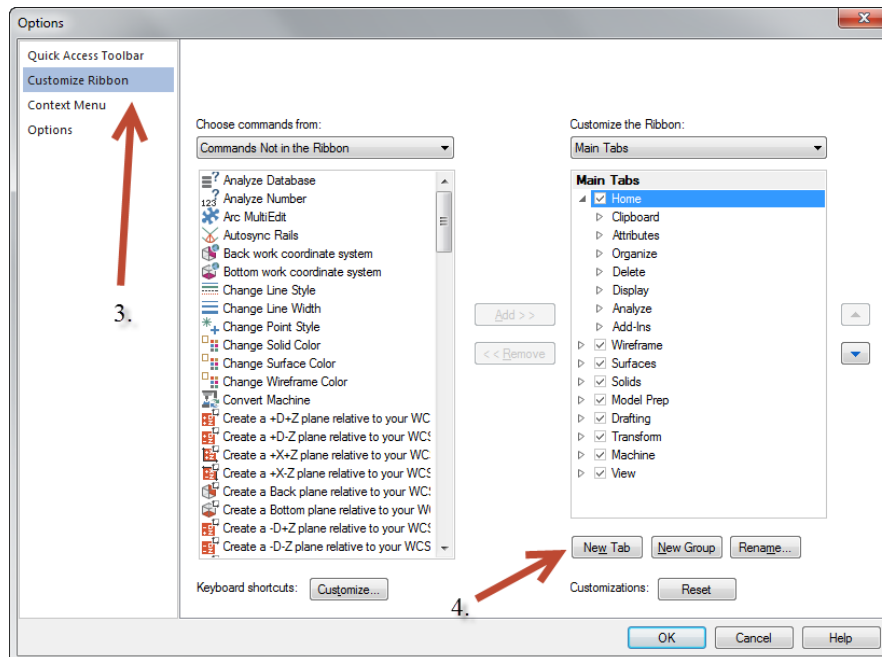 Options
Quick Access Toolbar
Customize Ribbon
Context Menu
Options
3.
Choose commands from:
Commands Not in the Ribbon
Analyze Database
Analyze Number
Arc MultiEdit
Autosync Rails
Back work coordinate system
Bottom work coordinate system
Change Line Style
Change Line Width
Change Point Style
Change Solid Color
Change Surface Color
Change Wireframe Color
Convert Machine
Create a +D+Z plane relative to your WC
Create a +D-Z plane relative to your WCS
Create a +X+Z plane relative to your WC
Create a +X-Z plane relative to your WCS
Create a Back plane relative to your WC
Create a Bottom plane relative to your W
Create a -D+Z plane relative to your WCS
Create a -D-Z plane relative to your WCS
Keyboard shortcuts: Customize...
Add >>
<< Remove
Customize the Ribbon:
Main Tabs
Main Tabs
Home
Clipboard
Attributes
Organize
Delete
Display
Analyze
Add-Ins
Wireframe
Surfaces
Solids
Model Prep
Drafting
Transform
Machine
View
New Tab New Group Rename...
4.
Customizations: Reset
OK Cancel Help